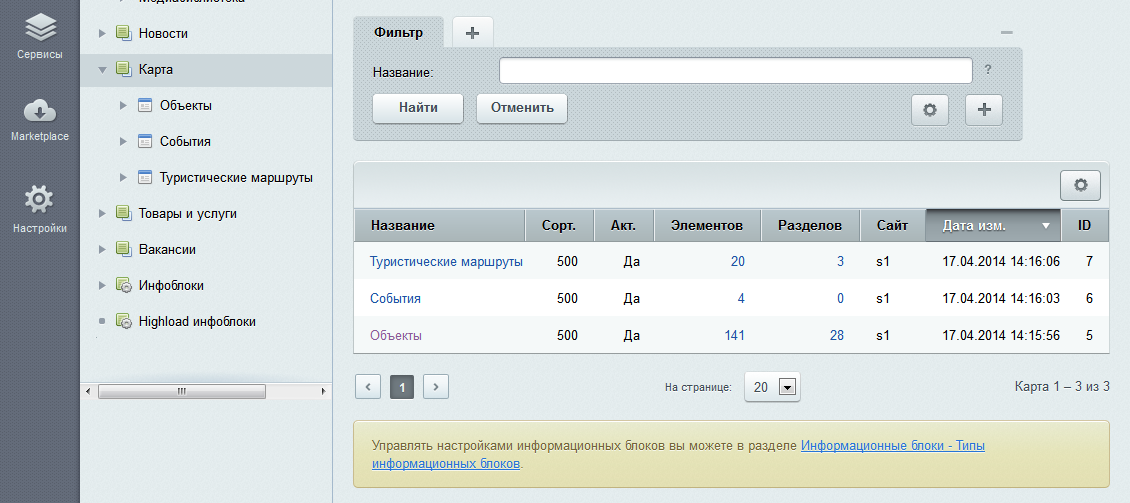 Сервисы
Marketplace
Настройки
Медиабиблиотека
Новости
Карта
Объекты
События
Туристические маршруты
Товары и услуги
Вакансии
Инфоблоки
Highload инфоблоки
Фильтр
Название: ?
Найти Отменить
Название Сорт. Акт. Элементов Разделов Сайт Дата изм. ID
Туристические маршруты 500 Да 20 3 s1 17.04.2014 14:16:06 7
События 500 Да 4 0 s1 17.04.2014 14:16:03 6
Объекты 500 Да 141 28 s1 17.04.2014 14:15:56 5
1 На странице: 20 Карта 1 – 3 из 3
Управлять настройками информационных блоков вы можете в разделе Информационные блоки - Типы
информационных блоков.